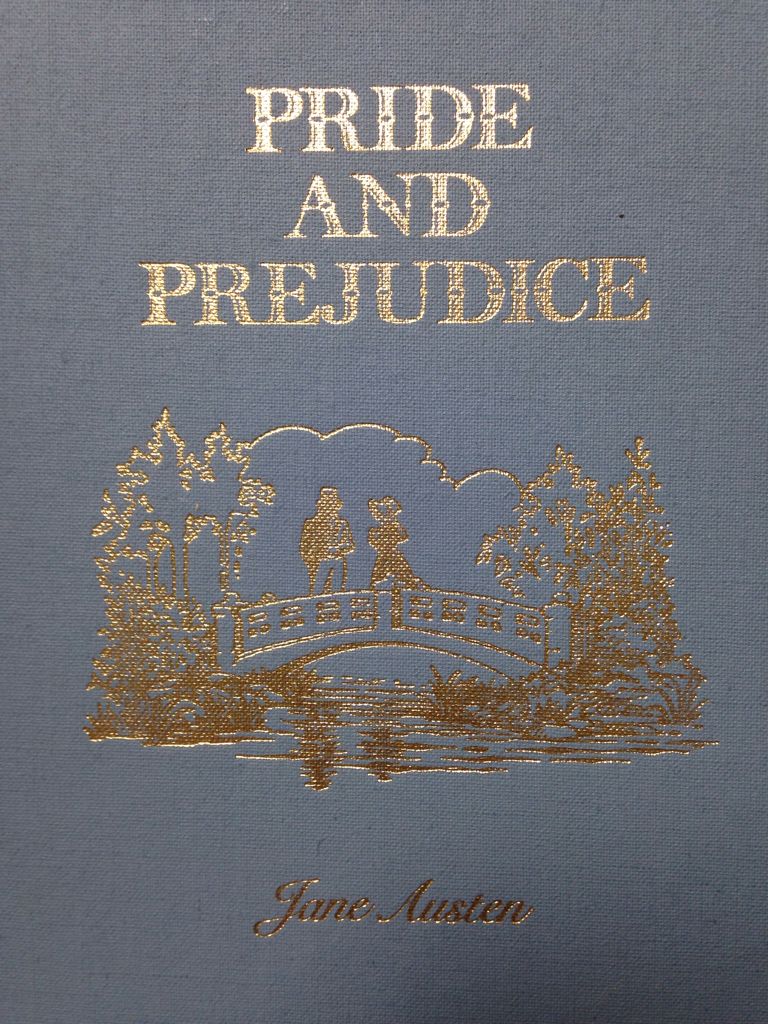 PRIDE
AND
PREJUDICE
Jane Austen